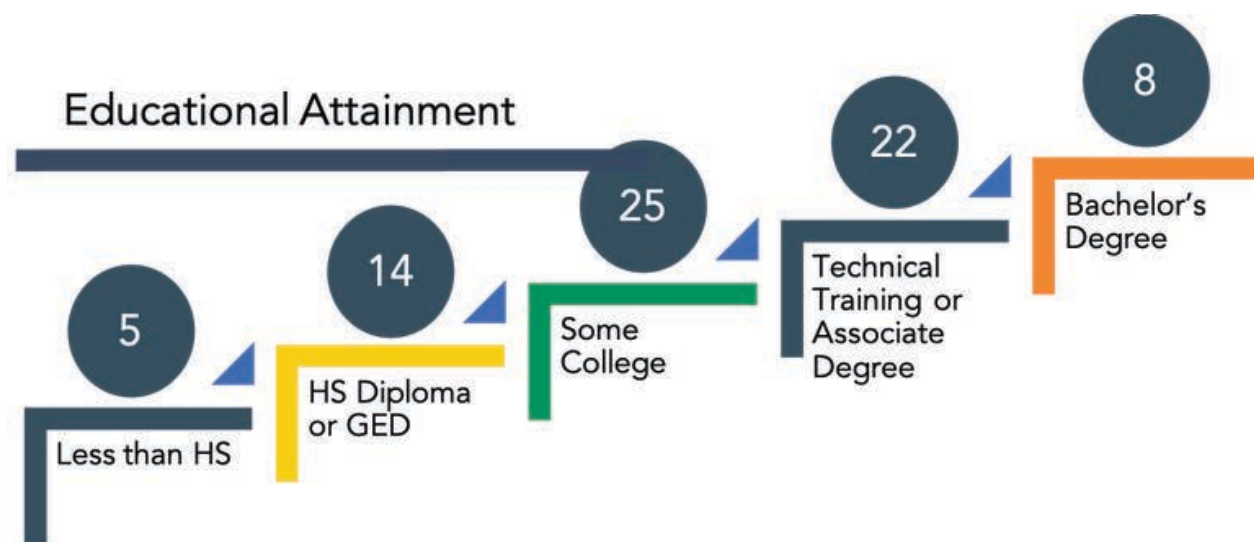 Educational Attainment
5
Less than HS
14
HS Diploma
or GED
25
Some
College
22
Technical
Training or
Associate
Degree
8
Bachelor's
Degree